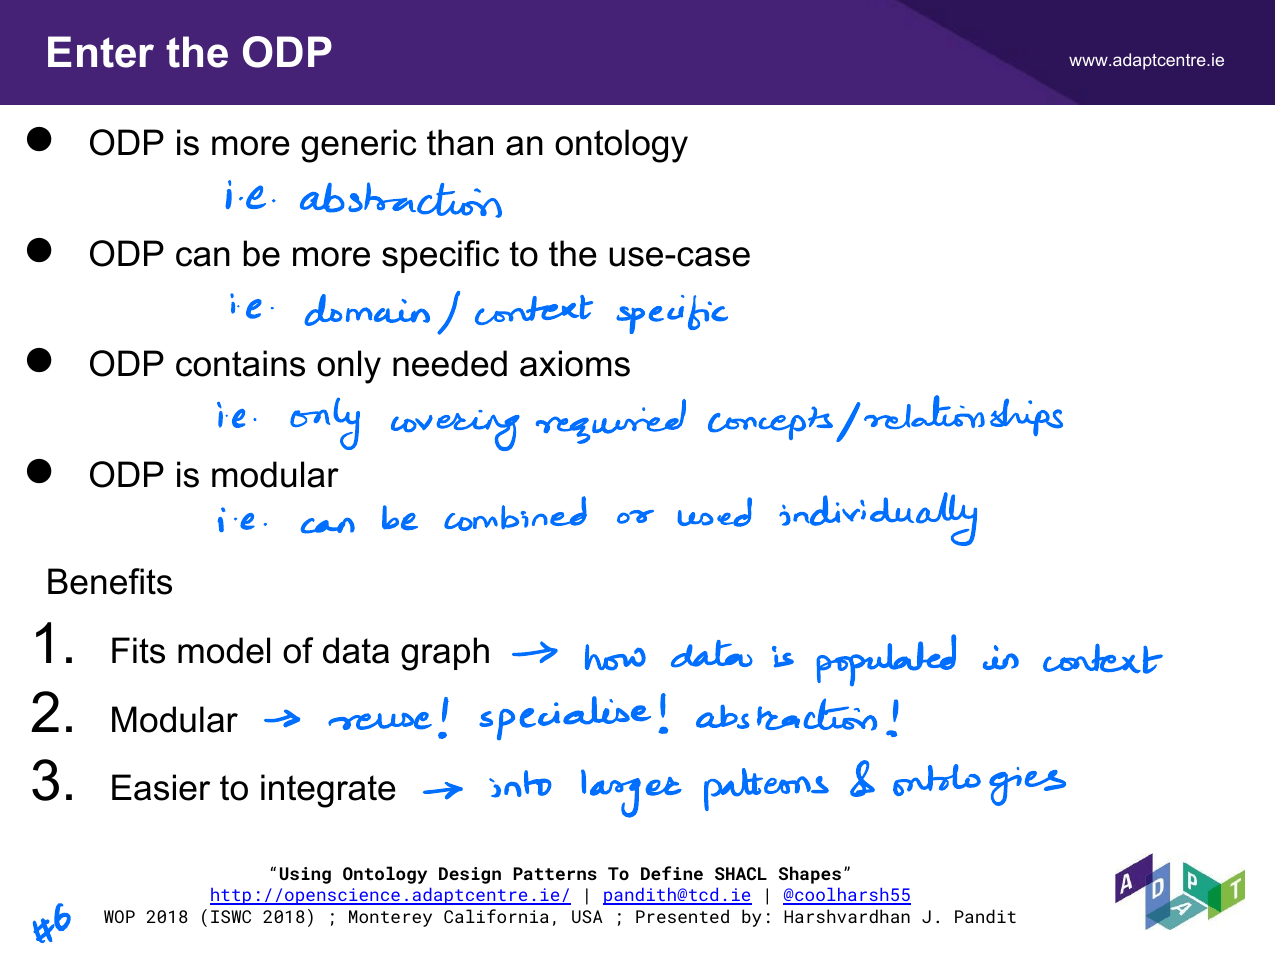 Enter the ODP
www.adaptcentre.ie
● ODP is more generic than an ontology
i.e. abstraction
● ODP can be more specific to the use-case
i.e. domain / context specific
● ODP contains only needed axioms
i.e. only covering required concepts/relationships
● ODP is modular
i.e. can be combined or used individually
Benefits
1. Fits model of data graph → how data is populated in context
2. Modular → reuse! specialise! abstraction!
3. Easier to integrate → into larger patterns & ontologies
“Using Ontology Design Patterns To Define SHACL Shapes”
http://openscience.adaptcentre.ie/ | pandith@tcd.ie | @coolharsh55
WOP 2018 (ISWC 2018) ; Monterey California, USA ; Presented by: Harshvardhan J. Pandit
#6
ADAPT